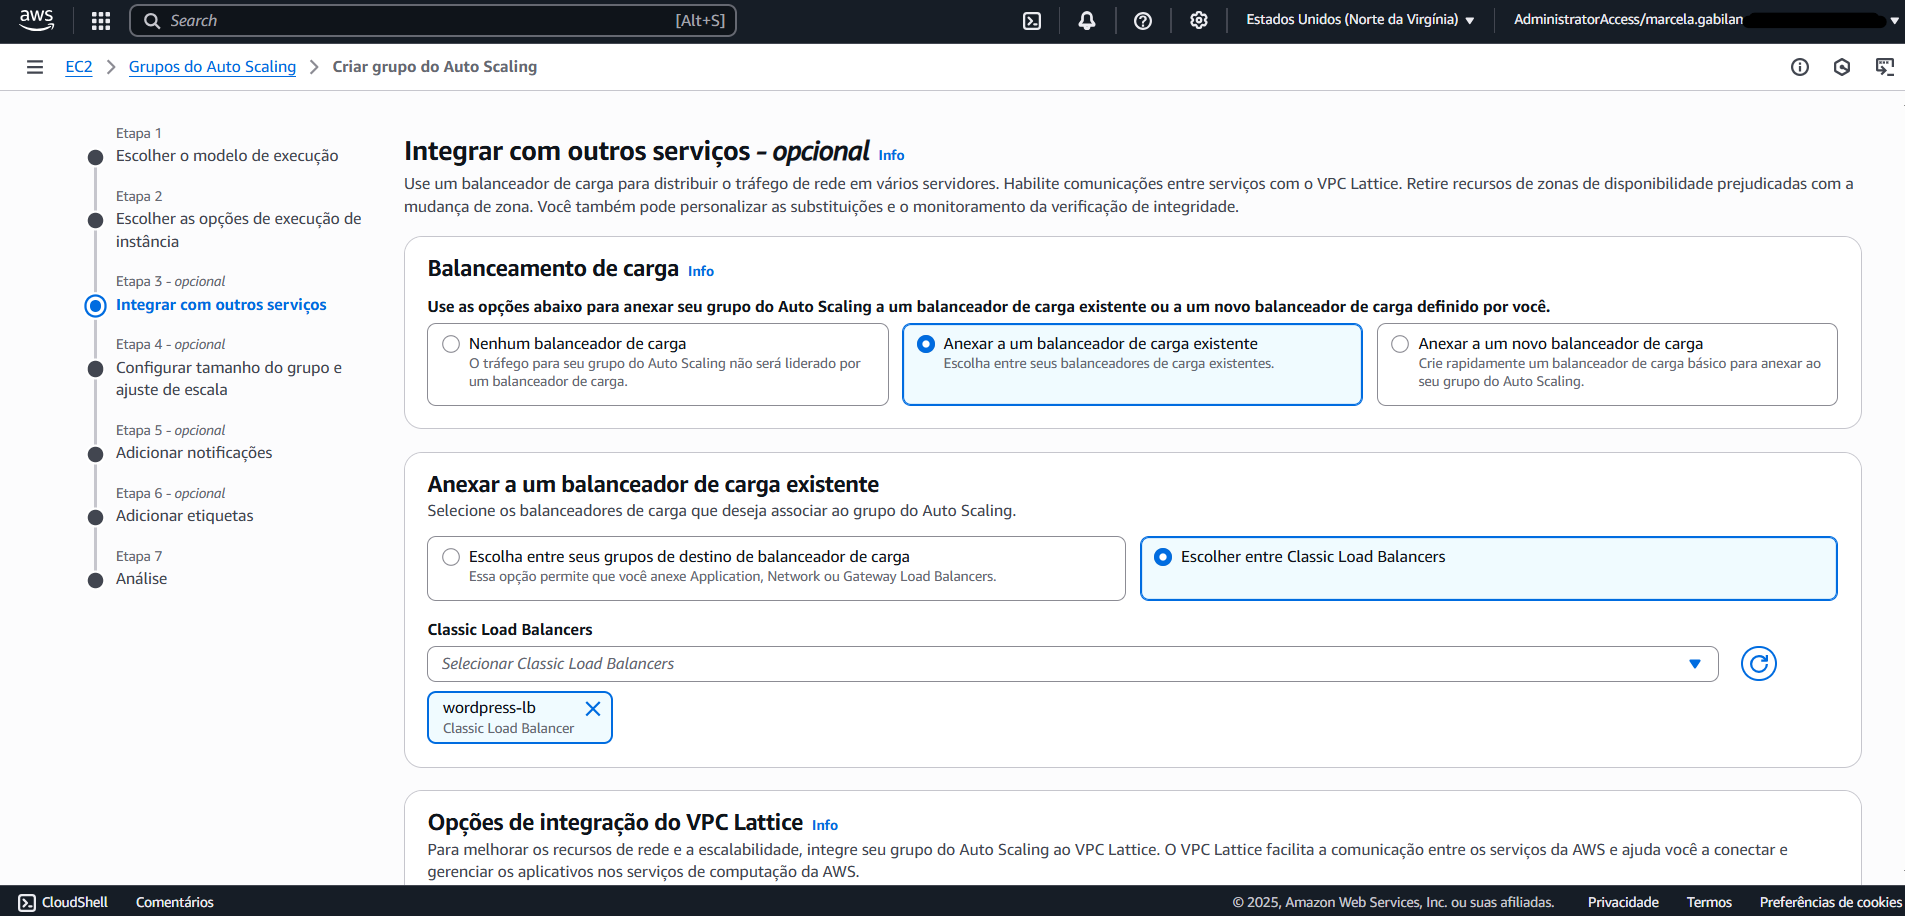 aws
Search [Alt+S]
Estados Unidos (Norte da Virgínia)
AdministratorAccess/marcela.gabilan
EC2 > Grupos do Auto Scaling > Criar grupo do Auto Scaling
Etapa 1
Escolher o modelo de execução
Etapa 2
Escolher as opções de execução de
instância
Etapa 3 - opcional
Integrar com outros serviços
Etapa 4 - opcional
Configurar tamanho do grupo e
ajuste de escala
Etapa 5 - opcional
Adicionar notificações
Etapa 6 - opcional
Adicionar etiquetas
Etapa 7
Análise
Integrar com outros serviços - opcional Info
Use um balanceador de carga para distribuir o tráfego de rede em vários servidores. Habilite comunicações entre serviços com o VPC Lattice. Retire recursos de zonas de disponibilidade prejudicadas com a
mudança de zona. Você também pode personalizar as substituições e o monitoramento da verificação de integridade.
Balanceamento de carga Info
Use as opções abaixo para anexar seu grupo do Auto Scaling a um balanceador de carga existente ou a um novo balanceador de carga definido por você.
Nenhum balanceador de carga
O tráfego para seu grupo do Auto Scaling não será liderado por
um balanceador de carga.
Anexar a um balanceador de carga existente
Escolha entre seus balanceadores de carga existentes.
Anexar a um novo balanceador de carga
Crie rapidamente um balanceador de carga básico para anexar ao
seu grupo do Auto Scaling.
Anexar a um balanceador de carga existente
Selecione os balanceadores de carga que deseja associar ao grupo do Auto Scaling.
Escolha entre seus grupos de destino de balanceador de carga
Essa opção permite que você anexe Application, Network ou Gateway Load Balancers.
Escolher entre Classic Load Balancers
Classic Load Balancers
Selecionar Classic Load Balancers
wordpress-lb
Classic Load Balancer
Opções de integração do VPC Lattice Info
Para melhorar os recursos de rede e a escalabilidade, integre seu grupo do Auto Scaling ao VPC Lattice. O VPC Lattice facilita a comunicação entre os serviços da AWS e ajuda você a conectar e
gerenciar os aplicativos nos serviços de computação da AWS.
CloudShell Comentários © 2025, Amazon Web Services, Inc. ou suas afiliadas. Privacidade Termos Preferências de cookies